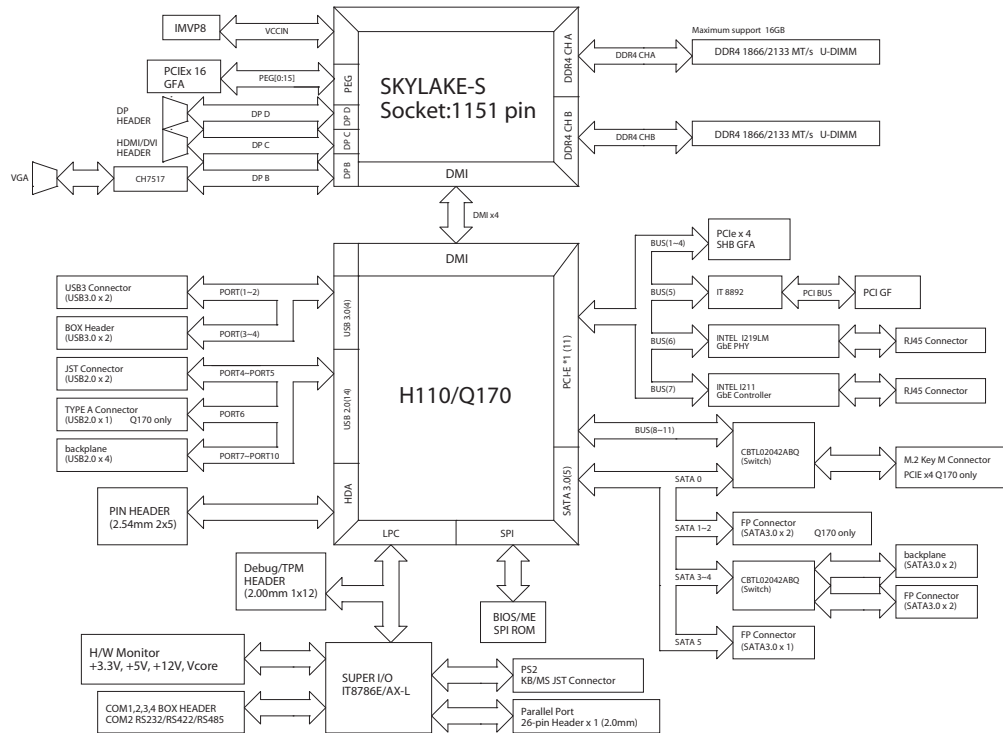 IMVP8
VCCIN
PCIEx 16
GFA
PEG[0:15]
PEG
DP
HEADER
DP D
DP D
HDMI/DVI
HEADER
DP C
DP C
VGA
CH7517
DP B
DP B
SKYLAKE-S
Socket:1151 pin
DMI
DDR4 CH A
DDR4 CH B
DDR4 CHA
DDR4 CHB
Maximum support 16GB
DDR4 1866/2133 MT/s U-DIMM
DDR4 1866/2133 MT/s U-DIMM
DMI x4
DMI
H110/Q170
USB 3.0(4)
USB 2.0(14)
HDA
LPC
SPI
PCI-E *1 (11)
SATA 3.0(5)
USB3 Connector
(USB3.0 x 2)
PORT(1~2)
BOX Header
(USB3.0 x 2)
PORT(3~4)
JST Connector
(USB2.0 x 2)
PORT4~PORT5
TYPE A Connector
(USB2.0 x 1) Q170 only
PORT6
backplane
(USB2.0 x 4)
PORT7~PORT10
PIN HEADER
(2.54mm 2x5)
BUS(1~4)
PCIe x 4
SHB GFA
BUS(5)
IT 8892
PCI BUS
PCI GF
BUS(6)
INTEL I219LM
GbE PHY
RJ45 Connector
BUS(7)
INTEL I211
GbE Controller
RJ45 Connector
BUS(8~11)
CBTL02042ABQ
(Switch)
M.2 Key M Connector
PCIE x4 Q170 only
SATA 0
SATA 1~2
FP Connector
(SATA3.0 x 2) Q170 only
SATA 3~4
CBTL02042ABQ
(Switch)
backplane
(SATA3.0 x 2)
FP Connector
(SATA3.0 x 2)
SATA 5
FP Connector
(SATA3.0 x 1)
Debug/TPM
HEADER
(2.00mm 1x12)
BIOS/ME
SPI ROM
H/W Monitor
+3.3V, +5V, +12V, Vcore
SUPER I/O
IT8786E/AX-L
PS2
KB/MS JST Connector
COM1,2,3,4 BOX HEADER
COM2 RS232/RS422/RS485
Parallel Port
26-pin Header x 1 (2.0mm)